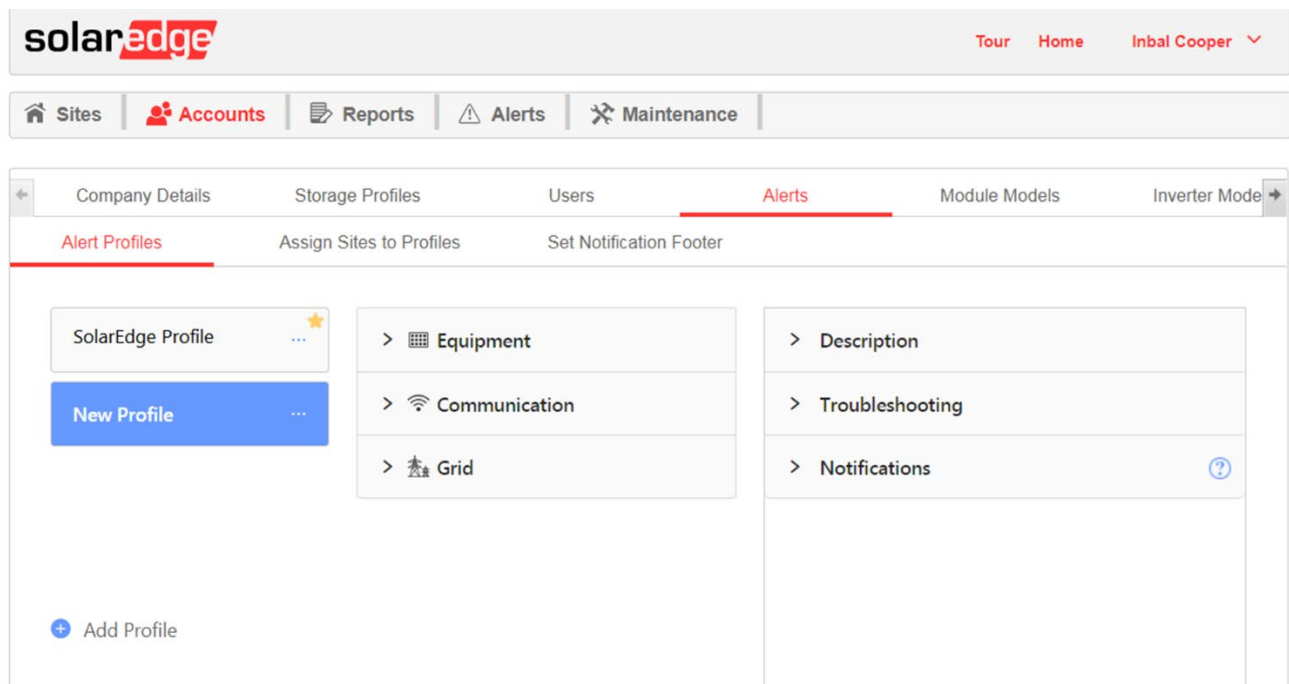 solaredge
Tour Home Inbal Cooper
Sites Accounts Reports Alerts Maintenance
Company Details Storage Profiles Users Alerts Module Models Inverter Mode
Alert Profiles Assign Sites to Profiles Set Notification Footer
SolarEdge Profile ... Equipment Description
New Profile ... Communication Troubleshooting
Grid Notifications ?
Add Profile